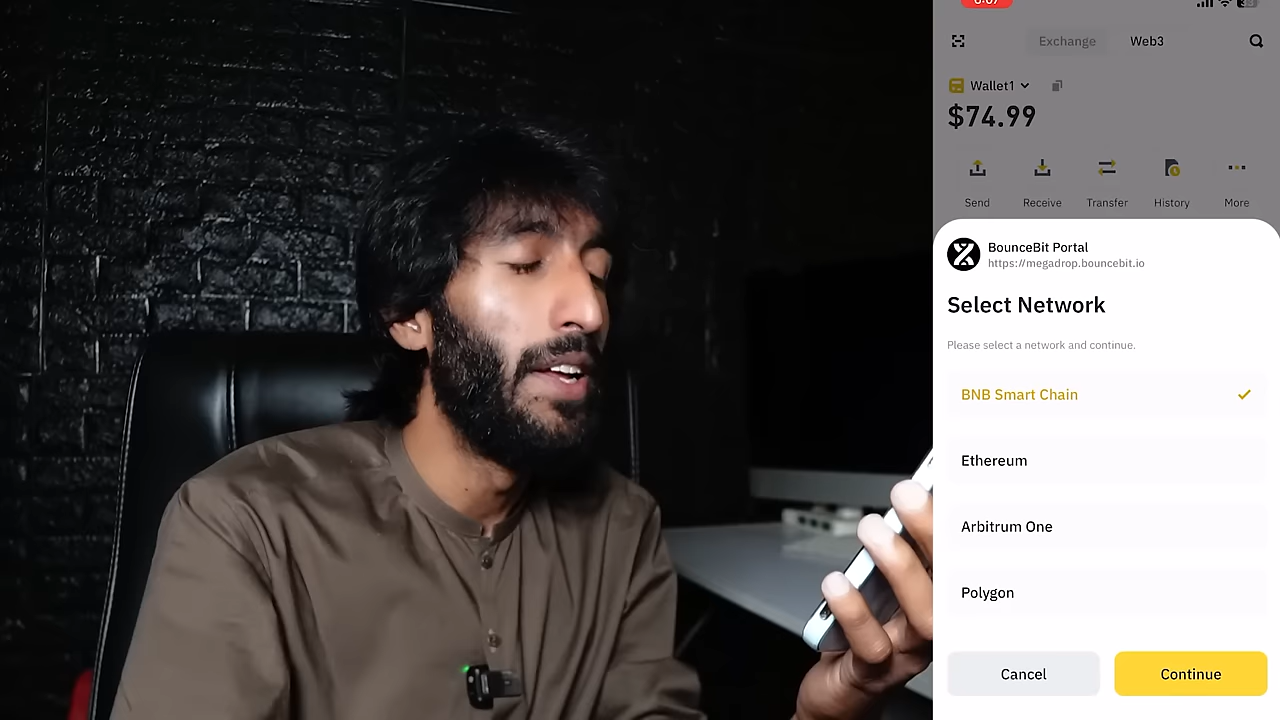 Exchange
Web3
Wallet1
$74.99
Send
Receive
Transfer
History
More
BounceBit Portal
https://megadrop.bouncebit.io
Select Network
Please select a network and continue.
BNB Smart Chain
Ethereum
Arbitrum One
Polygon
Cancel
Continue